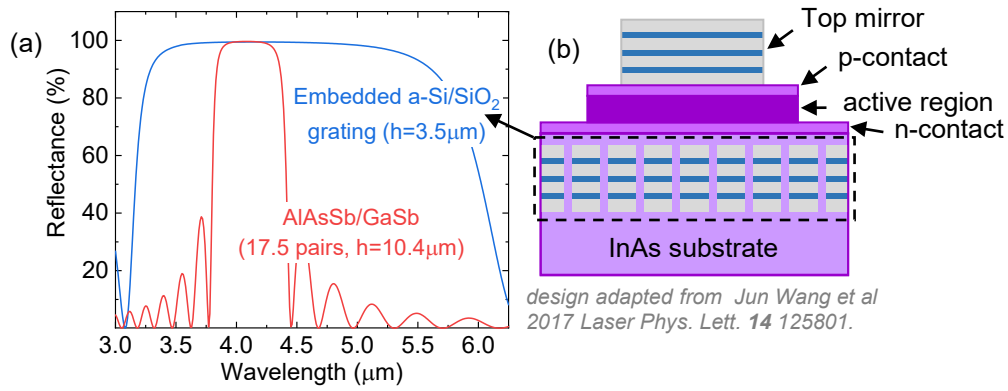 (a)
100
80
60
40
20
Reflectance (%)
3.0 3.5 4.0 4.5 5.0 5.5 6.0
Wavelength (μm)
Embedded a-Si/SiO₂
grating (h=3.5μm)
AlAsSb/GaSb
(17.5 pairs, h=10.4μm)
(b)
Top mirror
p-contact
active region
n-contact
InAs substrate
design adapted from Jun Wang et al
2017 Laser Phys. Lett. 14 125801.